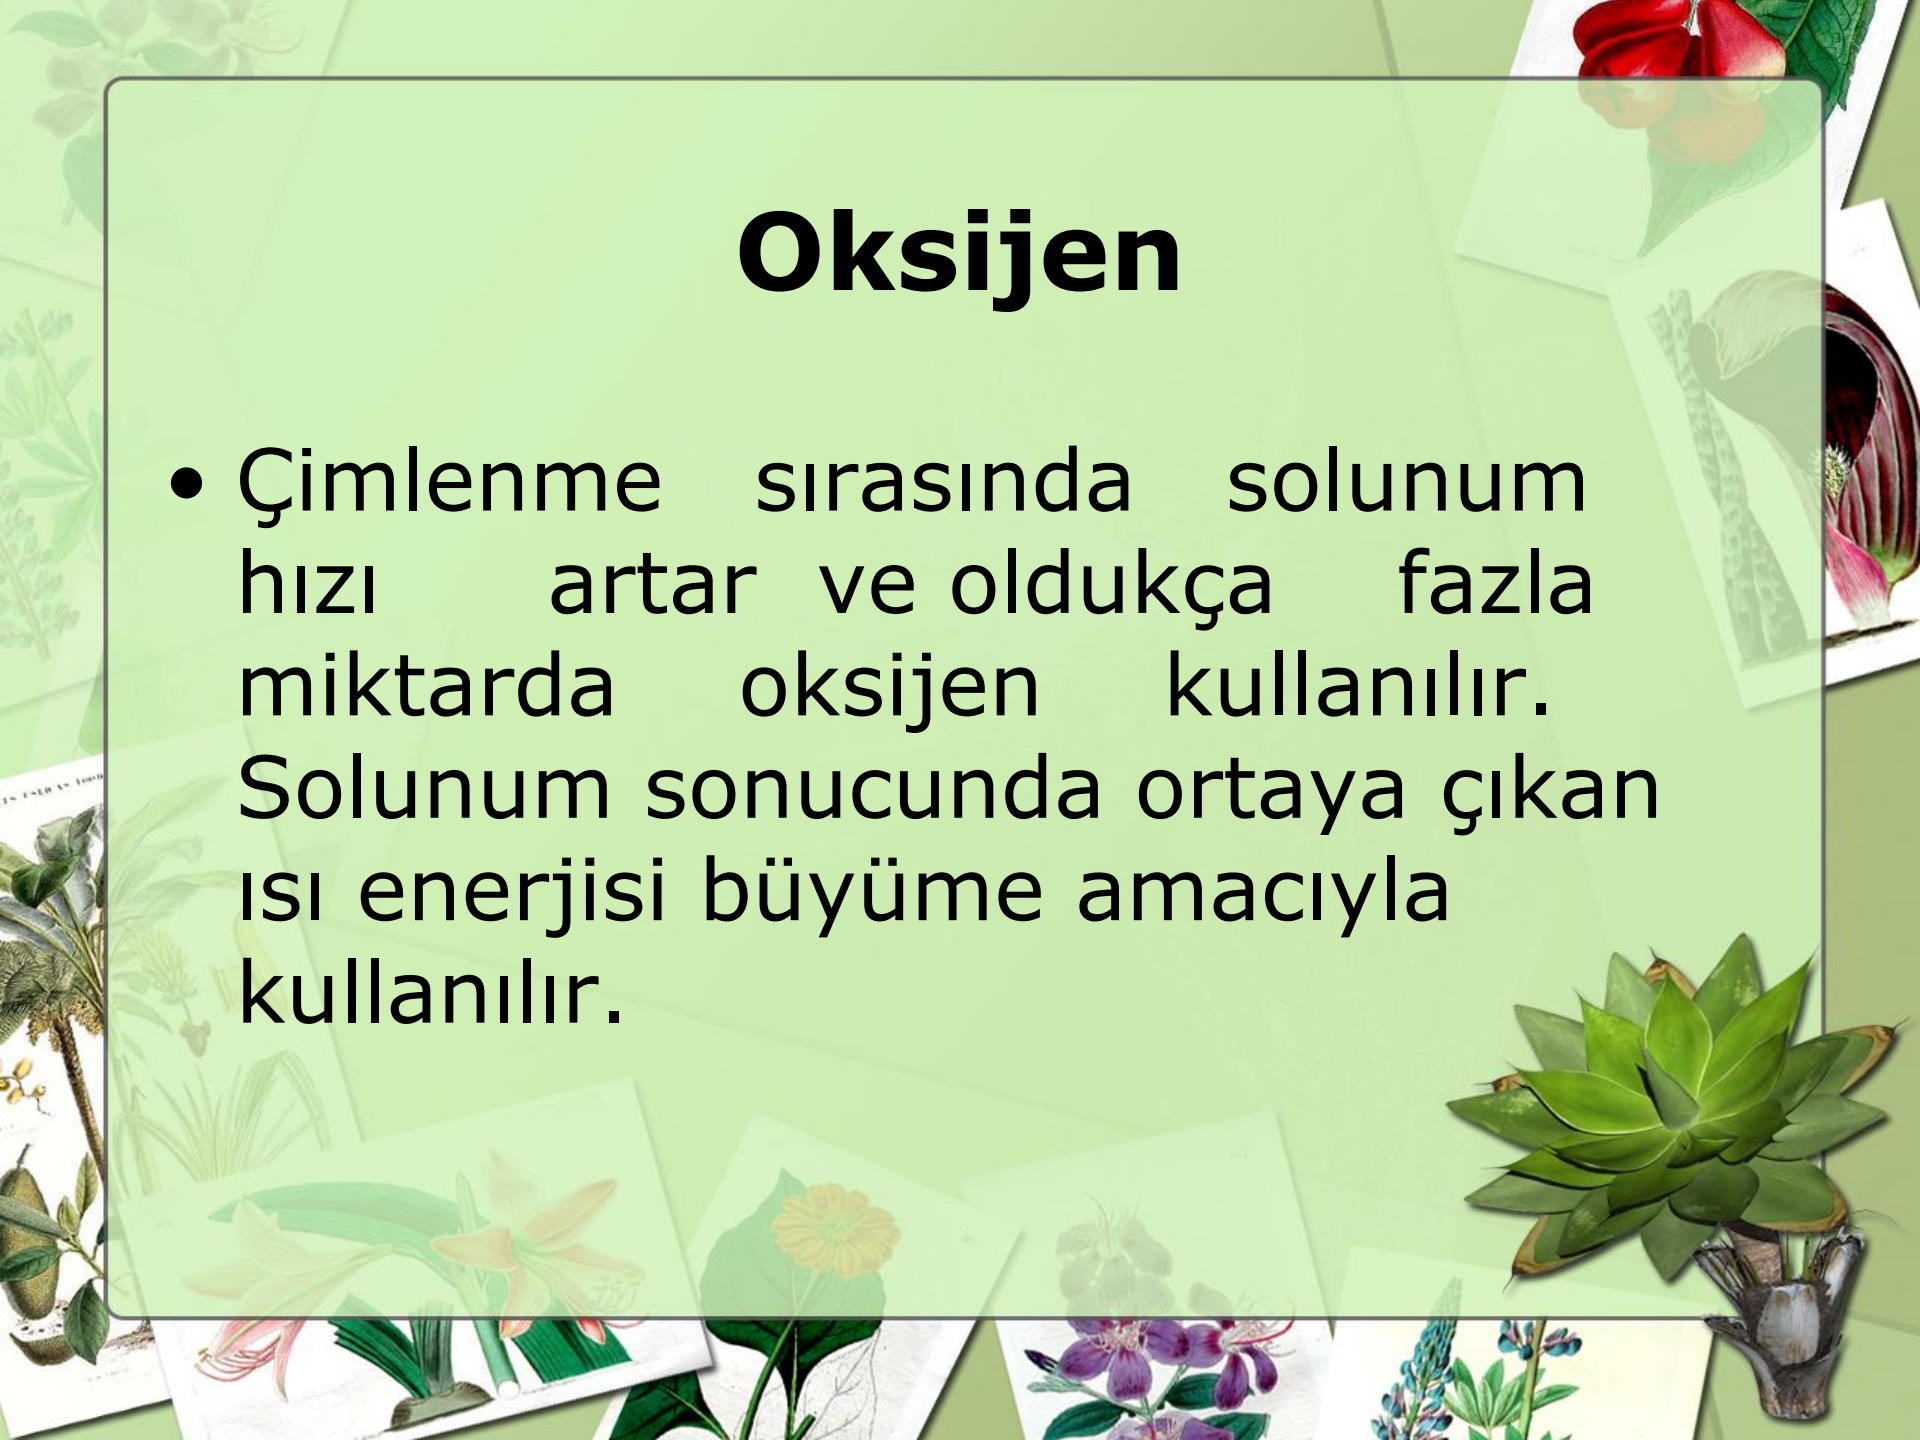 Oksijen
• Çimlenme sırasında solunum
hızı artar ve oldukça fazla
miktarda oksijen kullanılır.
Solunum sonucunda ortaya çıkan
ısı enerjisi büyüme amacıyla
kullanılır.